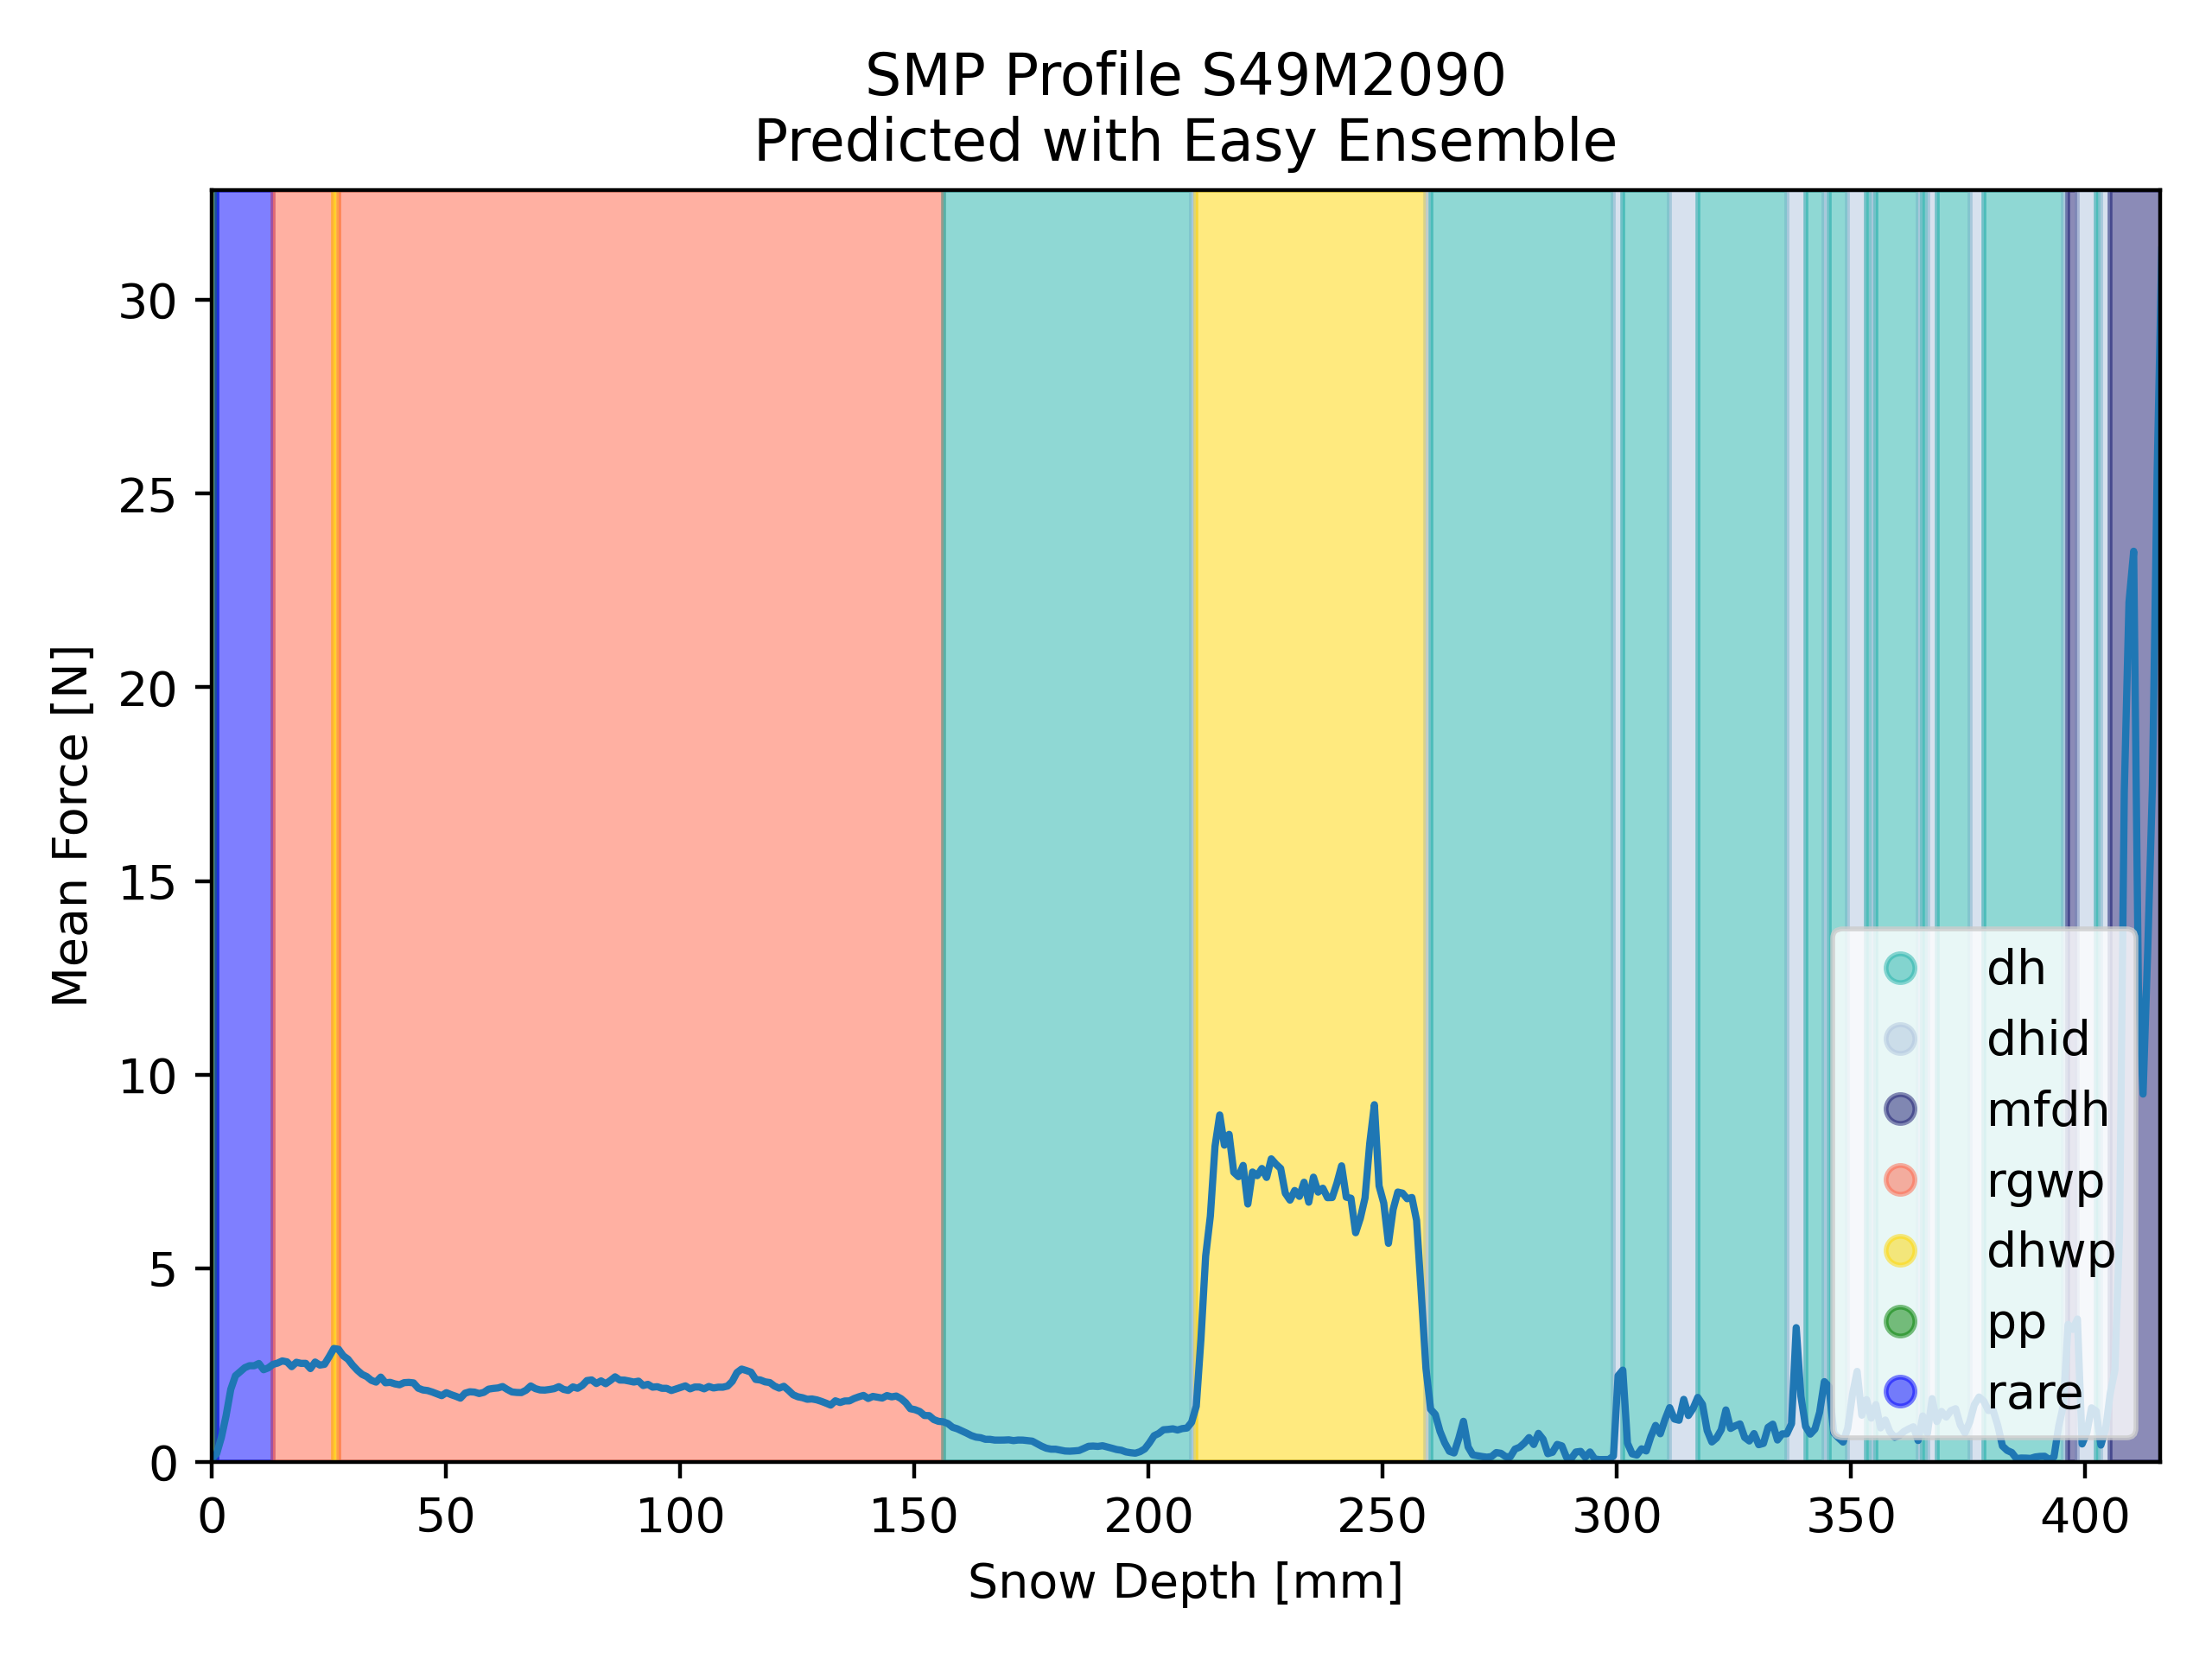 SMP Profile S49M2090
Predicted with Easy Ensemble
Mean Force [N]
30
25
20
15
10
5
0
dh
dhid
mfdh
rgwp
dhwp
pp
rare
0 50 100 150 200 250 300 350 400
Snow Depth [mm]